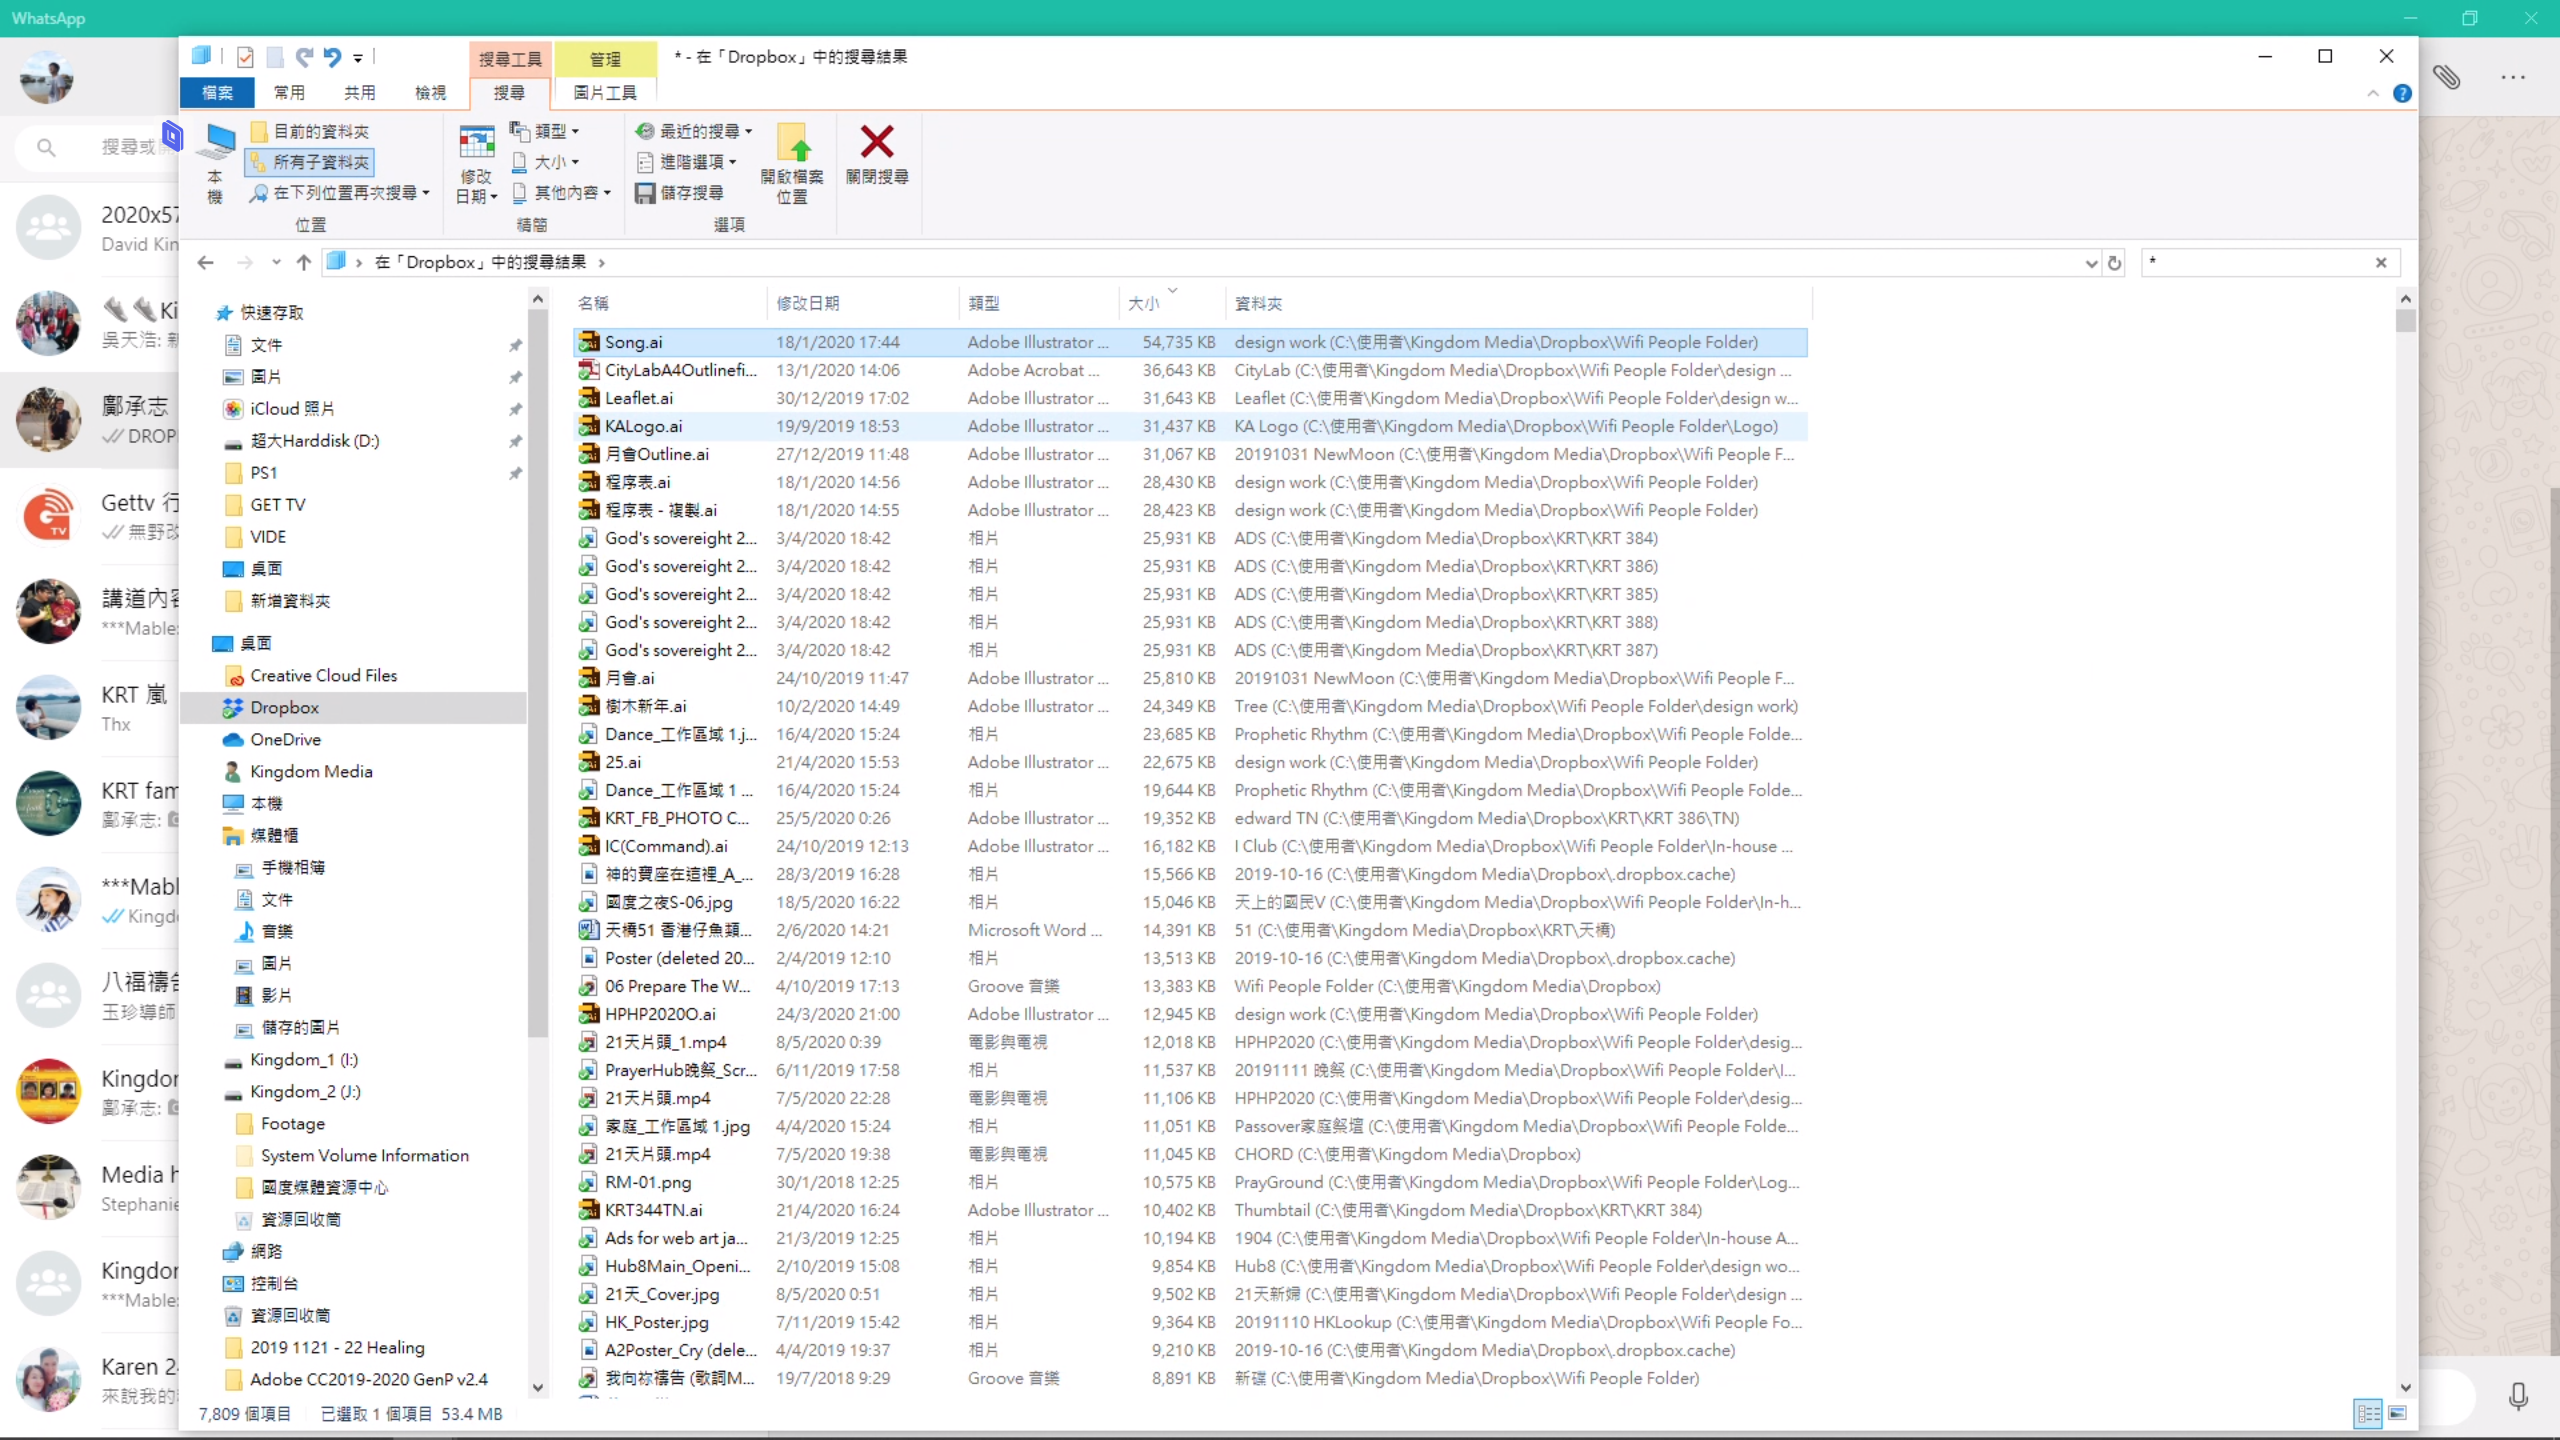 WhatsApp
搜尋工具
管理
* - 在「Dropbox」中的搜尋結果
檔案
常用
共用
檢視
搜尋
圖片工具
搜尋或
本機
目前的資料夾
所有子資料夾
在下列位置再次搜尋
位置
修改日期
類型
大小
其他內容
精簡
最近的搜尋
進階選項
儲存搜尋
開啟檔案位置
選項
關閉搜尋
在「Dropbox」中的搜尋結果
*
2020x57
David Kin
Ki
吳天浩: 新
鄺承志
DROP
Gettv 行
無野改
講道內容
***Mable:
KRT 嵐
Thx
KRT fam
鄺承志:
***Mabl
Kingdo
八福禱告
玉珍導師
Kingdor
鄺承志:
Media h
Stephanie
Kingdor
***Mable:
Karen 2
來說我的
快速存取
文件
圖片
iCloud 照片
超大Harddisk (D:)
PS1
GET TV
VIDE
桌面
新增資料夾
桌面
Creative Cloud Files
Dropbox
OneDrive
Kingdom Media
本機
媒體櫃
手機相簿
文件
音樂
圖片
影片
儲存的圖片
Kingdom_1 (I:)
Kingdom_2 (J:)
Footage
System Volume Information
國度媒體資源中心
資源回收筒
網路
控制台
資源回收筒
2019 1121 - 22 Healing
Adobe CC2019-2020 GenP v2.4
名稱 修改日期 類型 大小 資料夾
Song.ai 18/1/2020 17:44 Adobe Illustrator ... 54,735 KB design work (C:\使用者\Kingdom Media\Dropbox\Wifi People Folder)
CityLabA4Outlinefi... 13/1/2020 14:06 Adobe Acrobat ... 36,643 KB CityLab (C:\使用者\Kingdom Media\Dropbox\Wifi People Folder\design ...
Leaflet.ai 30/12/2019 17:02 Adobe Illustrator ... 31,643 KB Leaflet (C:\使用者\Kingdom Media\Dropbox\Wifi People Folder\design w...
KALogo.ai 19/9/2019 18:53 Adobe Illustrator ... 31,437 KB KA Logo (C:\使用者\Kingdom Media\Dropbox\Wifi People Folder\Logo)
月會Outline.ai 27/12/2019 11:48 Adobe Illustrator ... 31,067 KB 20191031 NewMoon (C:\使用者\Kingdom Media\Dropbox\Wifi People F...
程序表.ai 18/1/2020 14:56 Adobe Illustrator ... 28,430 KB design work (C:\使用者\Kingdom Media\Dropbox\Wifi People Folder)
程序表 - 複製.ai 18/1/2020 14:55 Adobe Illustrator ... 28,423 KB design work (C:\使用者\Kingdom Media\Dropbox\Wifi People Folder)
God's sovereight 2... 3/4/2020 18:42 相片 25,931 KB ADS (C:\使用者\Kingdom Media\Dropbox\KRT\KRT 384)
God's sovereight 2... 3/4/2020 18:42 相片 25,931 KB ADS (C:\使用者\Kingdom Media\Dropbox\KRT\KRT 386)
God's sovereight 2... 3/4/2020 18:42 相片 25,931 KB ADS (C:\使用者\Kingdom Media\Dropbox\KRT\KRT 385)
God's sovereight 2... 3/4/2020 18:42 相片 25,931 KB ADS (C:\使用者\Kingdom Media\Dropbox\KRT\KRT 388)
God's sovereight 2... 3/4/2020 18:42 相片 25,931 KB ADS (C:\使用者\Kingdom Media\Dropbox\KRT\KRT 387)
月會.ai 24/10/2019 11:47 Adobe Illustrator ... 25,810 KB 20191031 NewMoon (C:\使用者\Kingdom Media\Dropbox\Wifi People F...
樹木新年.ai 10/2/2020 14:49 Adobe Illustrator ... 24,349 KB Tree (C:\使用者\Kingdom Media\Dropbox\Wifi People Folder\design work)
Dance_工作區域 1.j... 16/4/2020 15:24 相片 23,685 KB Prophetic Rhythm (C:\使用者\Kingdom Media\Dropbox\Wifi People Folde...
25.ai 21/4/2020 15:53 Adobe Illustrator ... 22,675 KB design work (C:\使用者\Kingdom Media\Dropbox\Wifi People Folder)
Dance_工作區域 1 ... 16/4/2020 15:24 相片 19,644 KB Prophetic Rhythm (C:\使用者\Kingdom Media\Dropbox\Wifi People Folde...
KRT_FB_PHOTO C... 25/5/2020 0:26 Adobe Illustrator ... 19,352 KB edward TN (C:\使用者\Kingdom Media\Dropbox\KRT\KRT 386\TN)
IC(Command).ai 24/10/2019 12:13 Adobe Illustrator ... 16,182 KB I Club (C:\使用者\Kingdom Media\Dropbox\Wifi People Folder\In-house ...
神的寶座在這裡_A_... 28/3/2019 16:28 相片 15,566 KB 2019-10-16 (C:\使用者\Kingdom Media\Dropbox\.dropbox.cache)
國度之夜S-06.jpg 18/5/2020 16:22 相片 15,046 KB 天上的國民V (C:\使用者\Kingdom Media\Dropbox\Wifi People Folder\In-h...
天橋51 香港仔魚類... 2/6/2020 14:21 Microsoft Word ... 14,391 KB 51 (C:\使用者\Kingdom Media\Dropbox\KRT\天橋)
Poster (deleted 20... 2/4/2019 12:10 相片 13,513 KB 2019-10-16 (C:\使用者\Kingdom Media\Dropbox\.dropbox.cache)
06 Prepare The W... 4/10/2019 17:13 Groove 音樂 13,383 KB Wifi People Folder (C:\使用者\Kingdom Media\Dropbox)
HPHP2020O.ai 24/3/2020 21:00 Adobe Illustrator ... 12,945 KB design work (C:\使用者\Kingdom Media\Dropbox\Wifi People Folder)
21天片頭_1.mp4 8/5/2020 0:39 電影與電視 12,018 KB HPHP2020 (C:\使用者\Kingdom Media\Dropbox\Wifi People Folder\desig...
PrayerHub晚祭_Scr... 6/11/2019 17:58 相片 11,537 KB 20191111 晚祭 (C:\使用者\Kingdom Media\Dropbox\Wifi People Folder\I...
21天片頭.mp4 7/5/2020 22:28 電影與電視 11,106 KB HPHP2020 (C:\使用者\Kingdom Media\Dropbox\Wifi People Folder\desig...
家庭_工作區域 1.jpg 4/4/2020 15:24 相片 11,051 KB Passover家庭祭壇 (C:\使用者\Kingdom Media\Dropbox\Wifi People Folde...
21天片頭.mp4 7/5/2020 19:38 電影與電視 11,045 KB CHORD (C:\使用者\Kingdom Media\Dropbox)
RM-01.png 30/1/2018 12:25 相片 10,575 KB PrayGround (C:\使用者\Kingdom Media\Dropbox\Wifi People Folder\Log...
KRT344TN.ai 21/4/2020 16:24 Adobe Illustrator ... 10,402 KB Thumbtail (C:\使用者\Kingdom Media\Dropbox\KRT\KRT 384)
Ads for web art ja... 21/3/2019 12:25 相片 10,194 KB 1904 (C:\使用者\Kingdom Media\Dropbox\Wifi People Folder\In-house A...
Hub8Main_Openi... 2/10/2019 15:08 相片 9,854 KB Hub8 (C:\使用者\Kingdom Media\Dropbox\Wifi People Folder\design wo...
21天_Cover.jpg 8/5/2020 0:51 相片 9,502 KB 21天新婦 (C:\使用者\Kingdom Media\Dropbox\Wifi People Folder\design ...
HK_Poster.jpg 7/11/2019 15:42 相片 9,364 KB 20191110 HKLookup (C:\使用者\Kingdom Media\Dropbox\Wifi People Fo...
A2Poster_Cry (dele... 4/4/2019 19:37 相片 9,210 KB 2019-10-16 (C:\使用者\Kingdom Media\Dropbox\.dropbox.cache)
我向祢禱告 (歌詞M... 19/7/2018 9:29 Groove 音樂 8,891 KB 新碟 (C:\使用者\Kingdom Media\Dropbox\Wifi People Folder)
7,809 個項目 已選取 1 個項目 53.4 MB